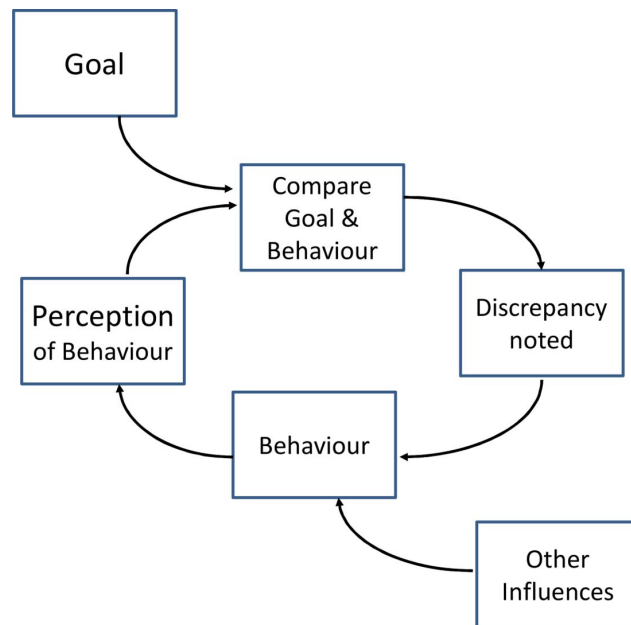 Goal
Compare
Goal &
Behaviour
Perception
of Behaviour
Discrepancy
noted
Behaviour
Other
Influences